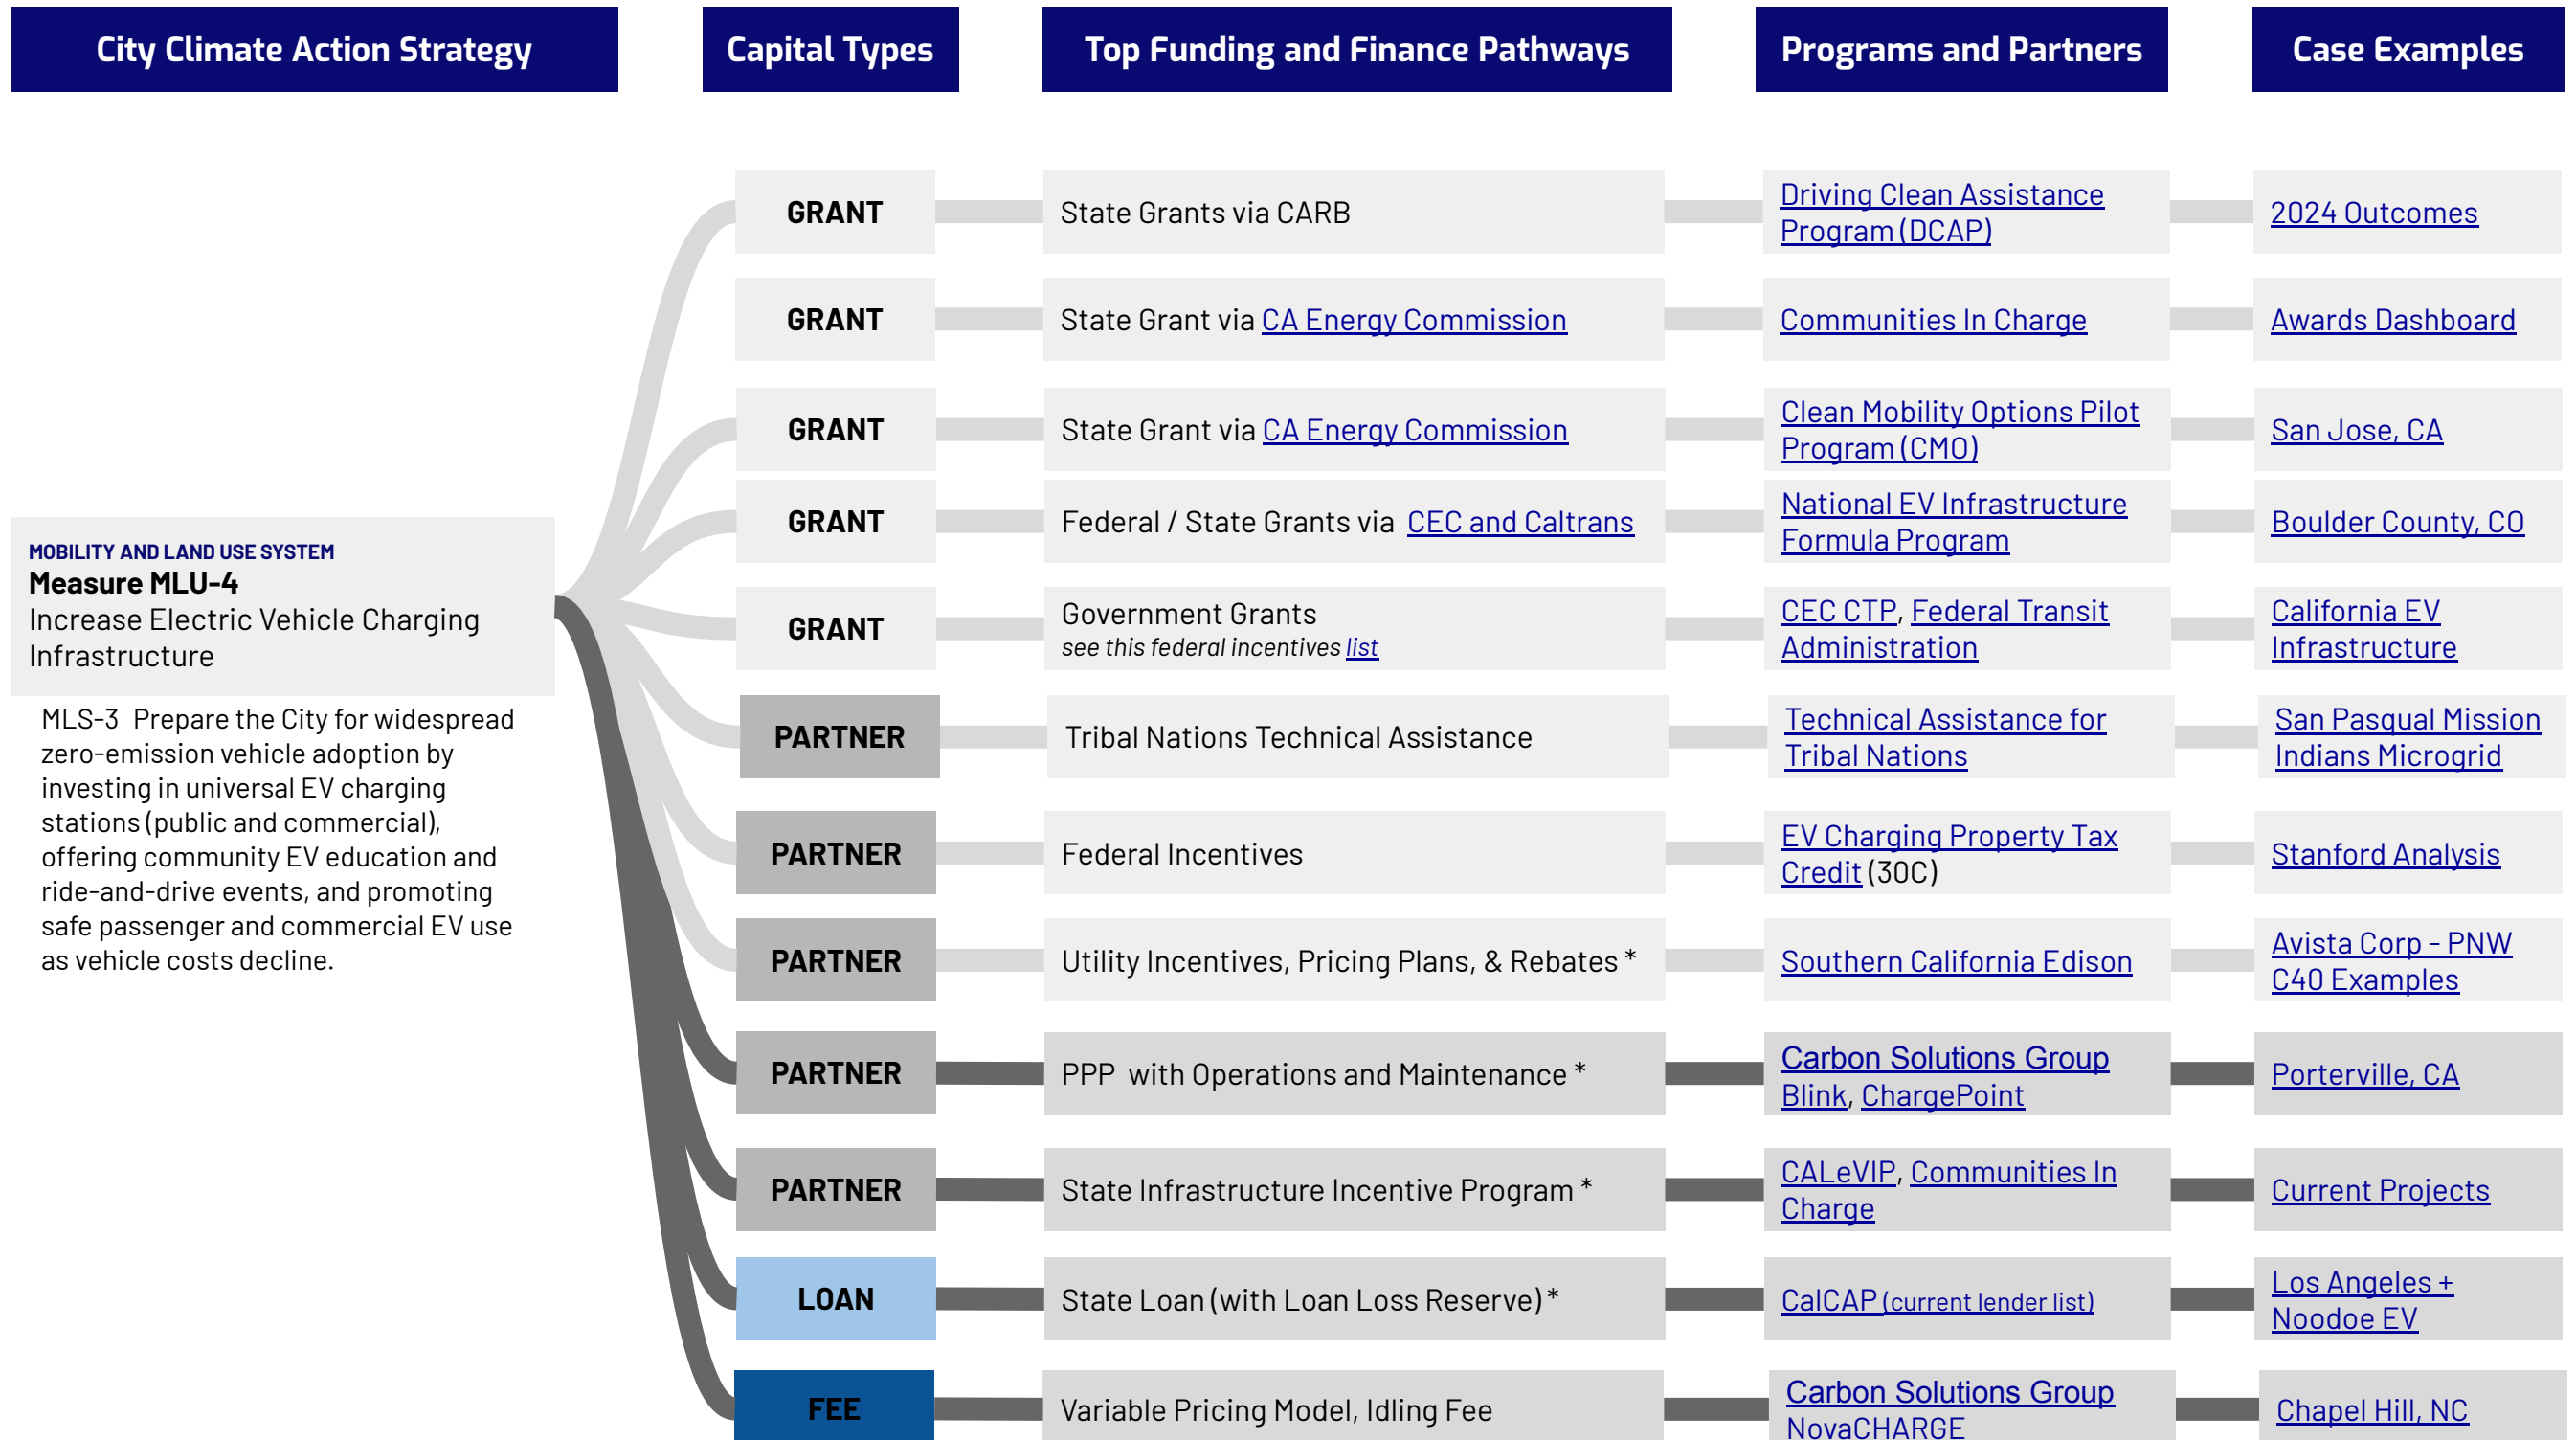 City Climate Action Strategy
Capital Types
Top Funding and Finance Pathways
Programs and Partners
Case Examples
MOBILITY AND LAND USE SYSTEM
Measure MLU-4
Increase Electric Vehicle Charging
Infrastructure
MLS-3 Prepare the City for widespread
zero-emission vehicle adoption by
investing in universal EV charging
stations (public and commercial),
offering community EV education and
ride-and-drive events, and promoting
safe passenger and commercial EV use
as vehicle costs decline.
GRANT
State Grants via CARB
Driving Clean Assistance
Program (DCAP)
2024 Outcomes
GRANT
State Grant via CA Energy Commission
Communities In Charge
Awards Dashboard
GRANT
State Grant via CA Energy Commission
Clean Mobility Options Pilot
Program (CMO)
San Jose, CA
GRANT
Federal / State Grants via CEC and Caltrans
National EV Infrastructure
Formula Program
Boulder County, CO
GRANT
Government Grants
see this federal incentives list
CEC CTP, Federal Transit
Administration
California EV
Infrastructure
PARTNER
Tribal Nations Technical Assistance
Technical Assistance for
Tribal Nations
San Pasqual Mission
Indians Microgrid
PARTNER
Federal Incentives
EV Charging Property Tax
Credit (30C)
Stanford Analysis
PARTNER
Utility Incentives, Pricing Plans, & Rebates *
Southern California Edison
Avista Corp - PNW
C40 Examples
PARTNER
PPP with Operations and Maintenance *
Carbon Solutions Group
Blink, ChargePoint
Porterville, CA
PARTNER
State Infrastructure Incentive Program *
CALeVIP, Communities In
Charge
Current Projects
LOAN
State Loan (with Loan Loss Reserve) *
CalCAP (current lender list)
Los Angeles +
Noodoe EV
FEE
Variable Pricing Model, Idling Fee
Carbon Solutions Group
NovaCHARGE
Chapel Hill, NC